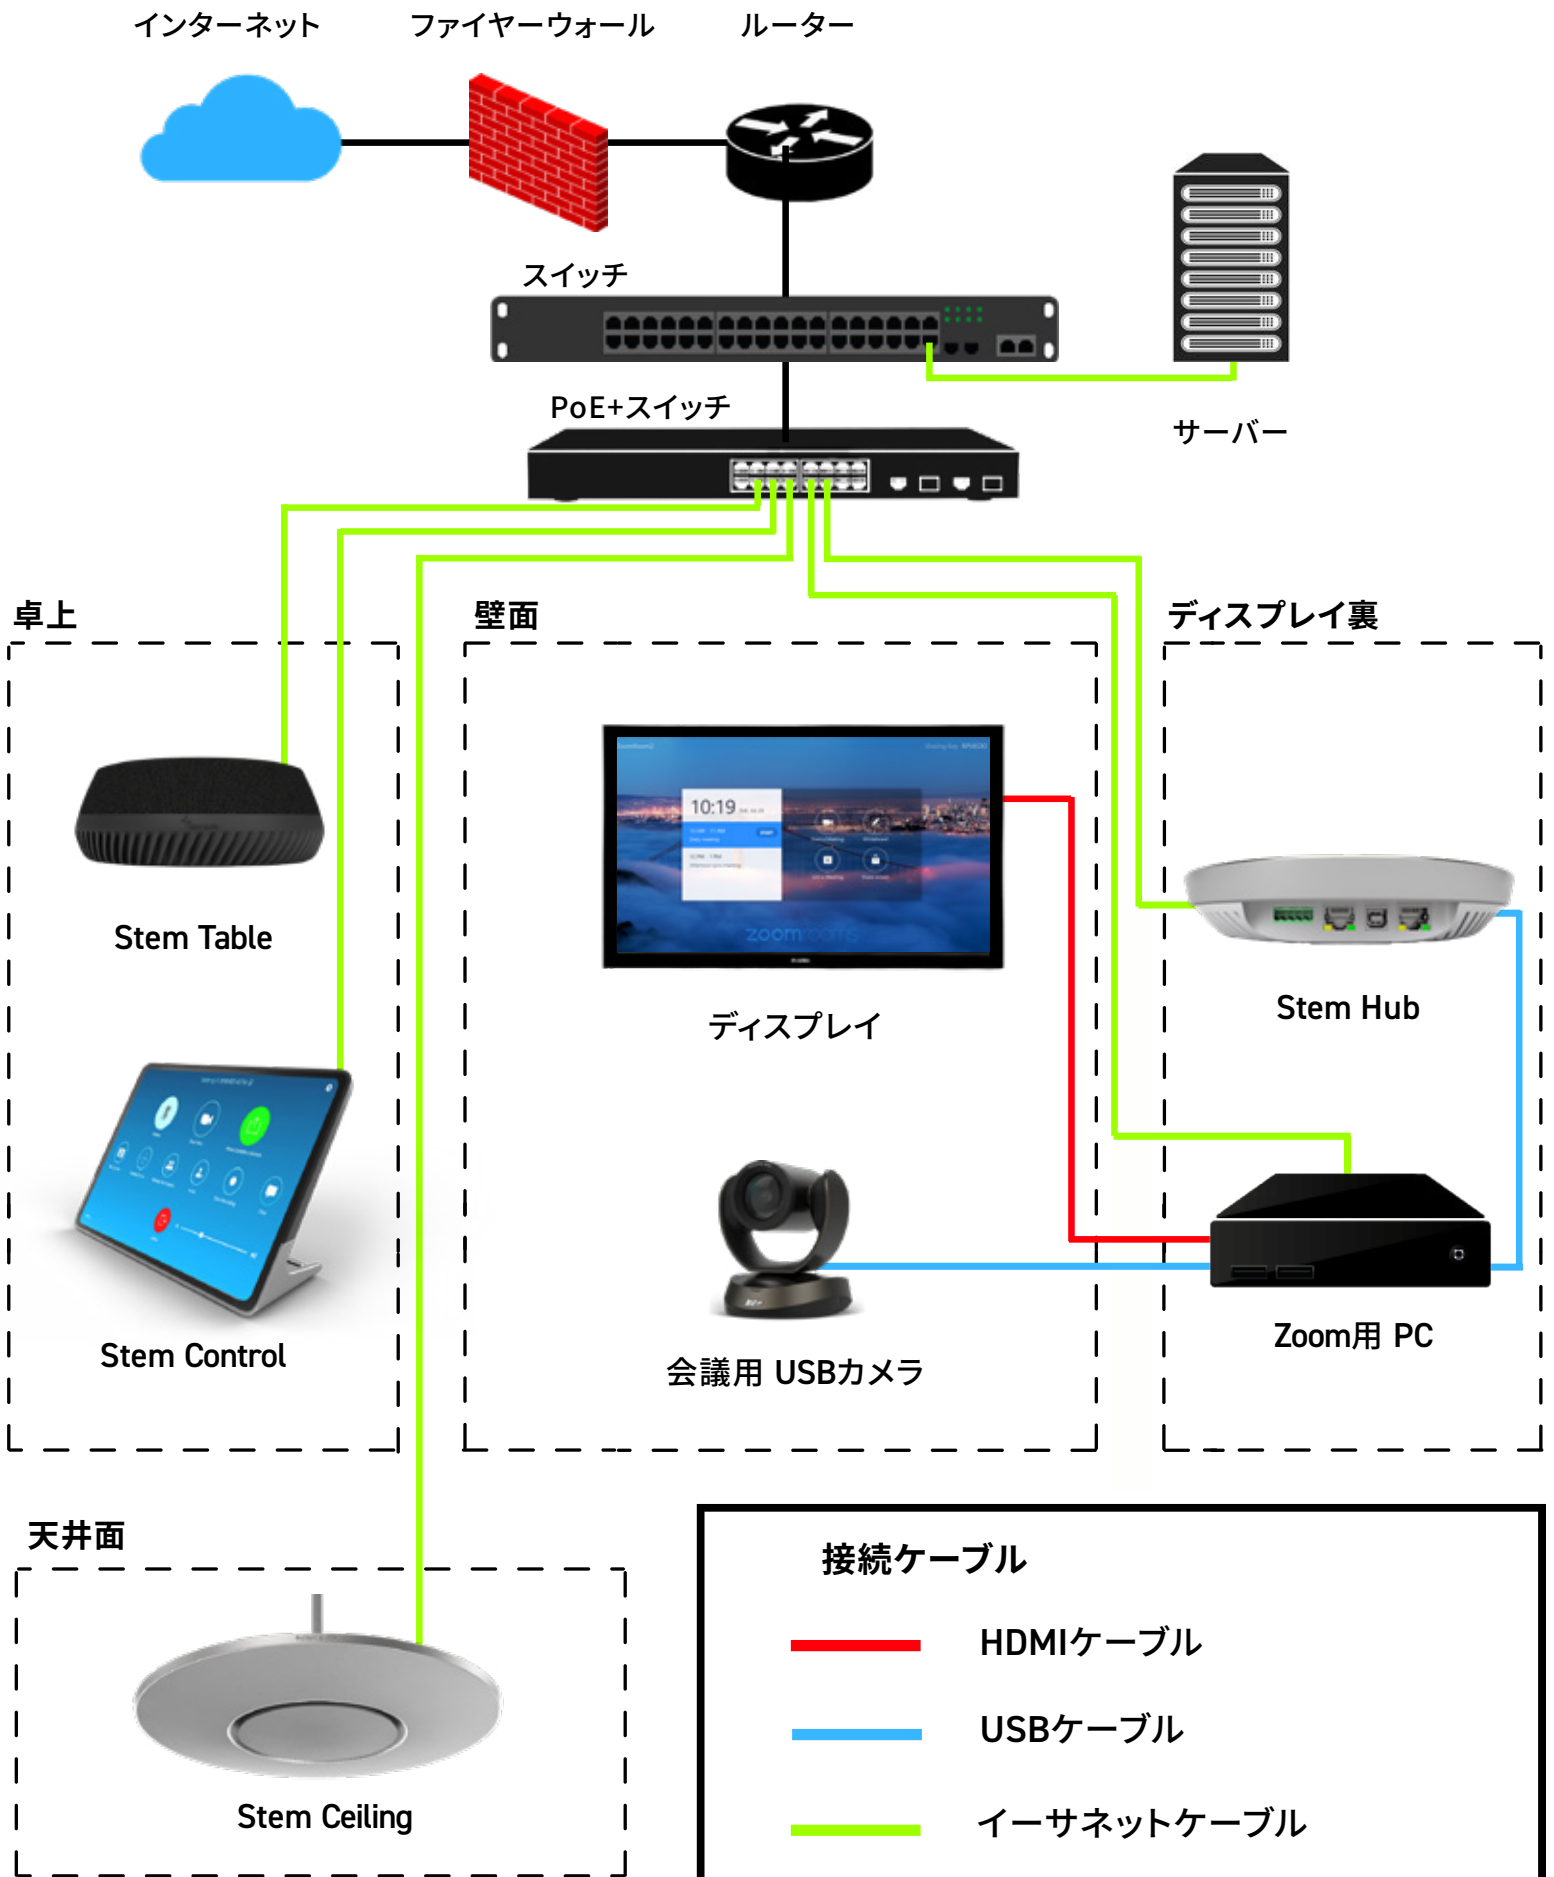 インターネット
ファイヤーウォール
ルーター
スイッチ
PoE+スイッチ
サーバー
卓上
壁面
ディスプレイ裏
10:19
zoomrooms
Stem Table
ディスプレイ
Stem Hub
Stem Control
会議用 USBカメラ
Zoom用 PC
天井面
Stem Ceiling
接続ケーブル
HDMIケーブル
USBケーブル
イーサネットケーブル